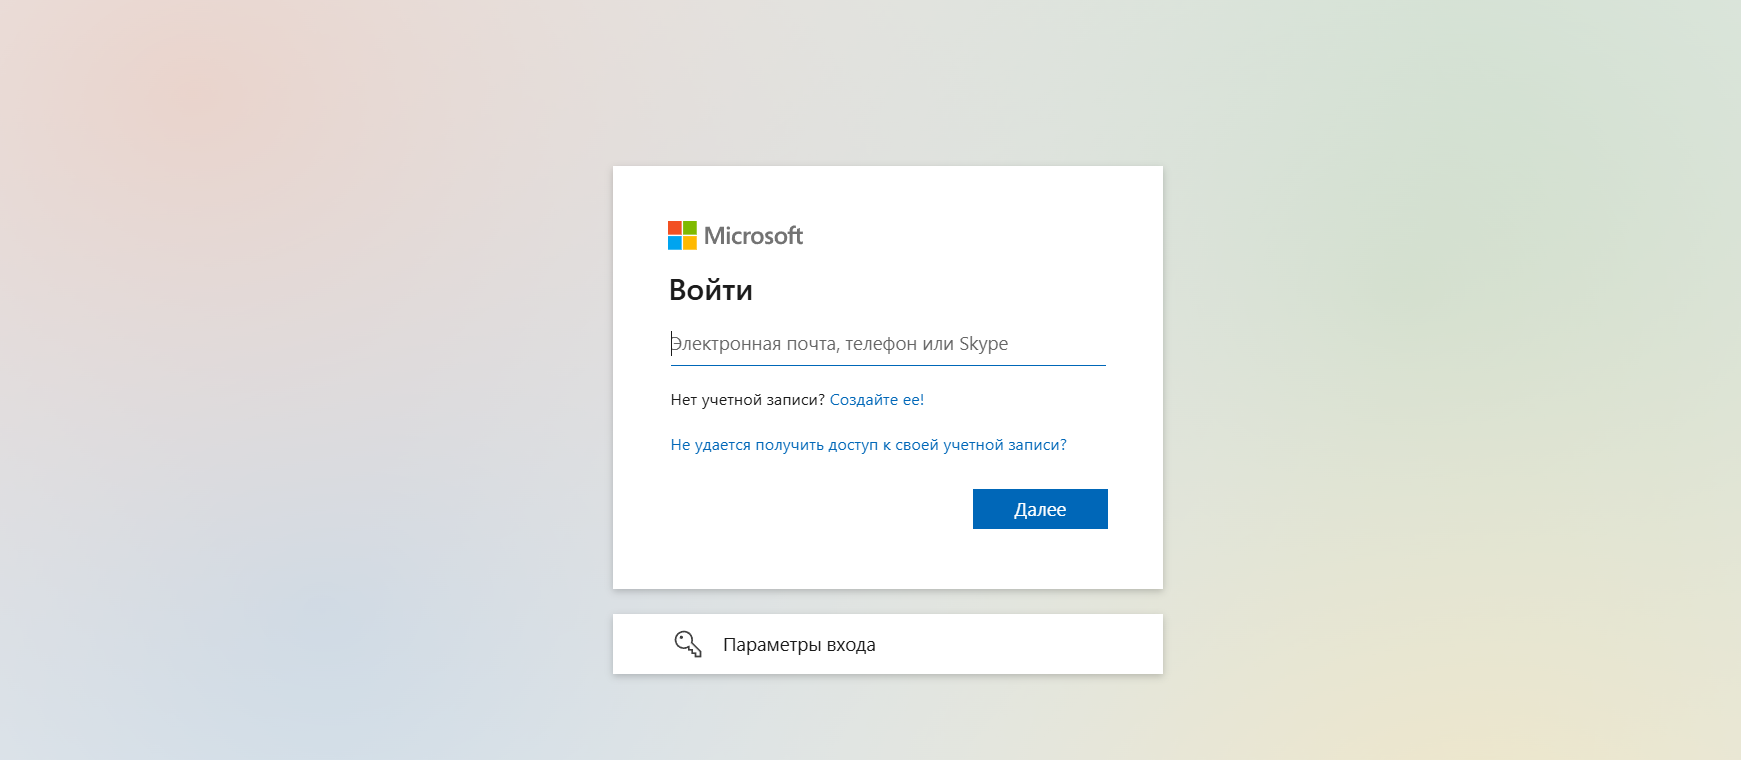 Microsoft
Войти
Электронная почта, телефон или Skype
Нет учетной записи? Создайте ее!
Не удается получить доступ к своей учетной записи?
Далее
Параметры входа